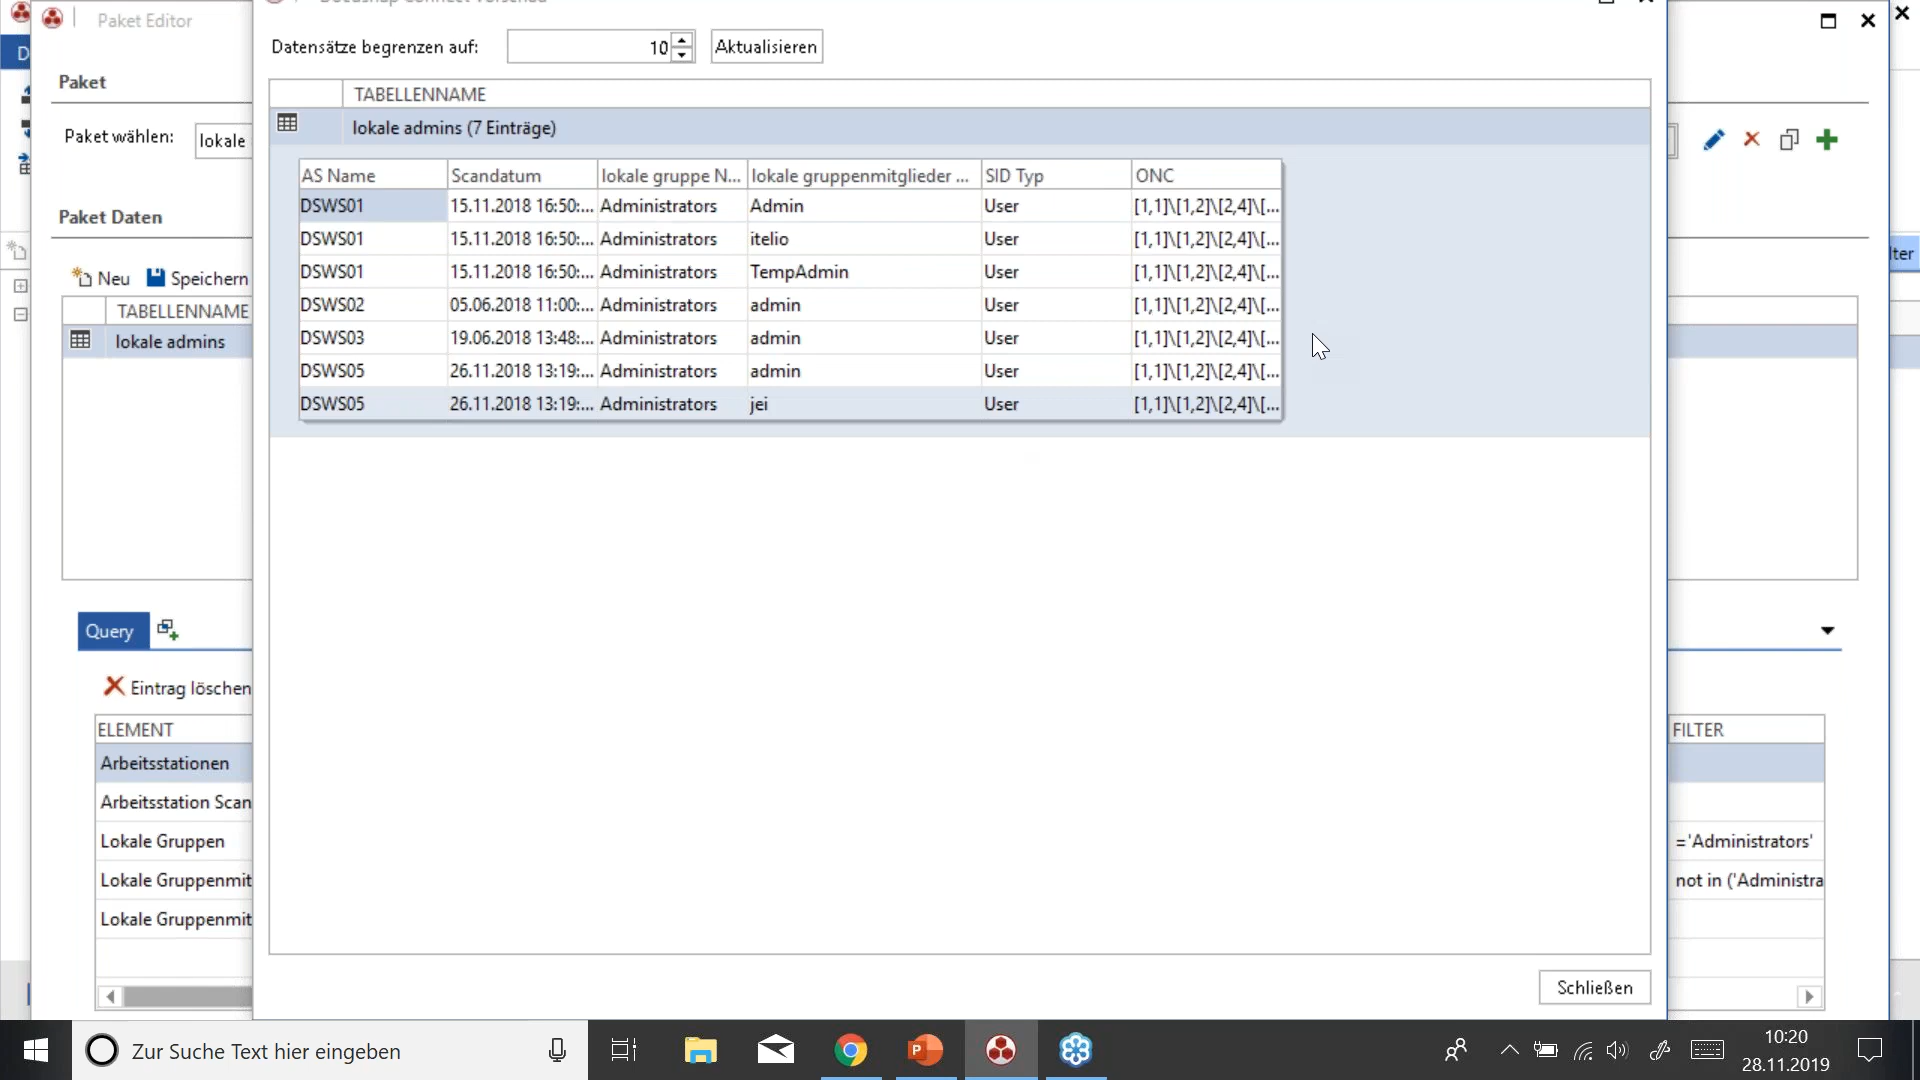 Paket Editor
Datensätze begrenzen auf:
10
Aktualisieren
Paket
TABELLENNAME
lokale admins (7 Einträge)
Paket wählen:
lokale
AS Name
Scandatum
lokale gruppe N...
lokale gruppenmitglieder ...
SID Typ
ONC
DSWS01 15.11.2018 16:50:... Administrators Admin User [1,1]\[1,2]\[2,4]\[...
DSWS01 15.11.2018 16:50:... Administrators itelio User [1,1]\[1,2]\[2,4]\[...
DSWS01 15.11.2018 16:50:... Administrators TempAdmin User [1,1]\[1,2]\[2,4]\[...
DSWS02 05.06.2018 11:00:... Administrators admin User [1,1]\[1,2]\[2,4]\[...
DSWS03 19.06.2018 13:48:... Administrators admin User [1,1]\[1,2]\[2,4]\[...
DSWS05 26.11.2018 13:19:... Administrators admin User [1,1]\[1,2]\[2,4]\[...
DSWS05 26.11.2018 13:19:... Administrators jei User [1,1]\[1,2]\[2,4]\[...
Paket Daten
Neu
Speichern
TABELLENNAME
lokale admins
lter
Query
Eintrag löschen
ELEMENT
FILTER
Arbeitsstationen
Arbeitsstation Scan
Lokale Gruppen
='Administrators'
Lokale Gruppenmit
not in ('Administra
Lokale Gruppenmit
Schließen
Zur Suche Text hier eingeben
10:20
28.11.2019